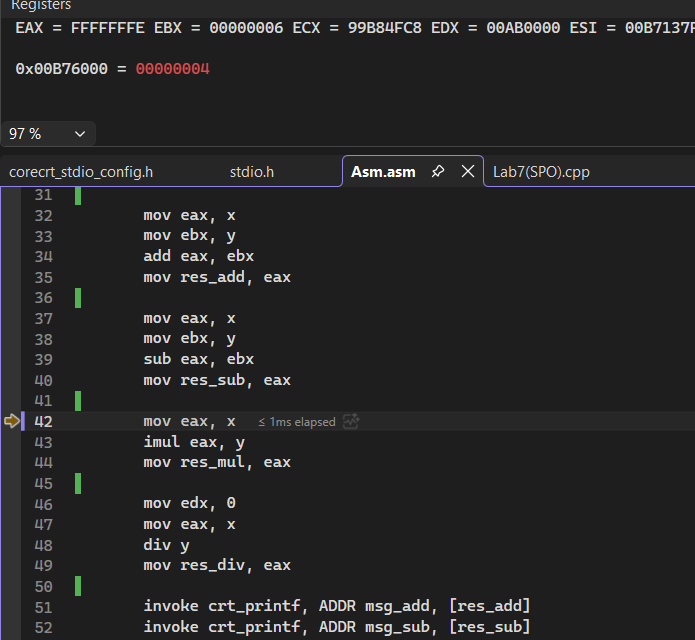 Registers
EAX = FFFFFFFE EBX = 00000006 ECX = 99B84FC8 EDX = 00AB0000 ESI = 00B7137F
0x00B76000 = 00000004
97 %
corecrt_stdio_config.h stdio.h Asm.asm Lab7(SPO).cpp
31
32 mov eax, x
33 mov ebx, y
34 add eax, ebx
35 mov res_add, eax
36
37 mov eax, x
38 mov ebx, y
39 sub eax, ebx
40 mov res_sub, eax
41
42 mov eax, x ≤ 1ms elapsed
43 imul eax, y
44 mov res_mul, eax
45
46 mov edx, 0
47 mov eax, x
48 div y
49 mov res_div, eax
50
51 invoke crt_printf, ADDR msg_add, [res_add]
52 invoke crt_printf, ADDR msg_sub, [res_sub]